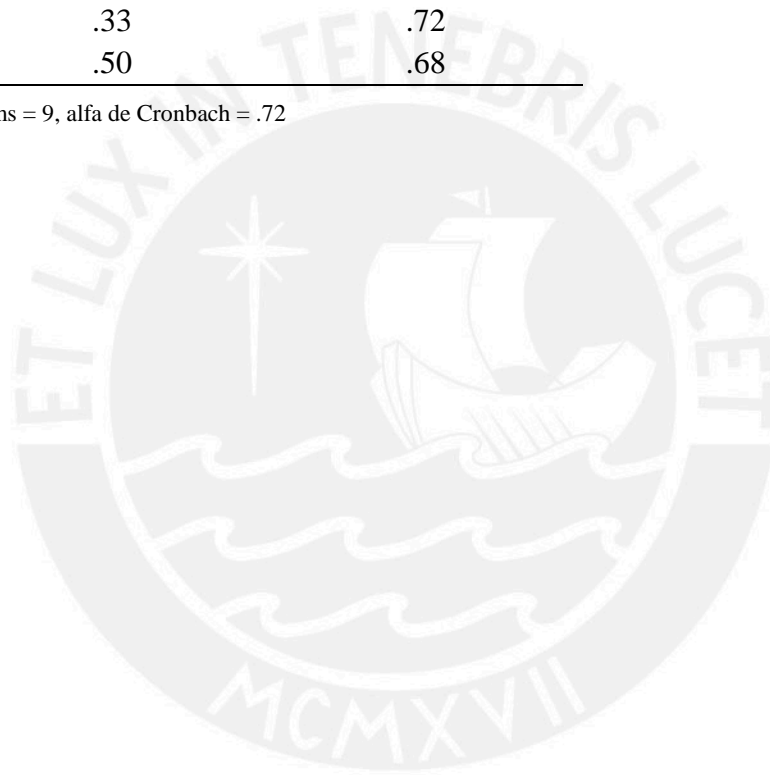 .33 .72
.50 .68
ns = 9, alfa de Cronbach = .72
ET LUX IN TENEBRIS LUCET
MCMXVII